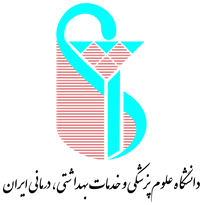 دانشگاه علوم پزشکی و خدمات بهداشتی، درمانی ایران